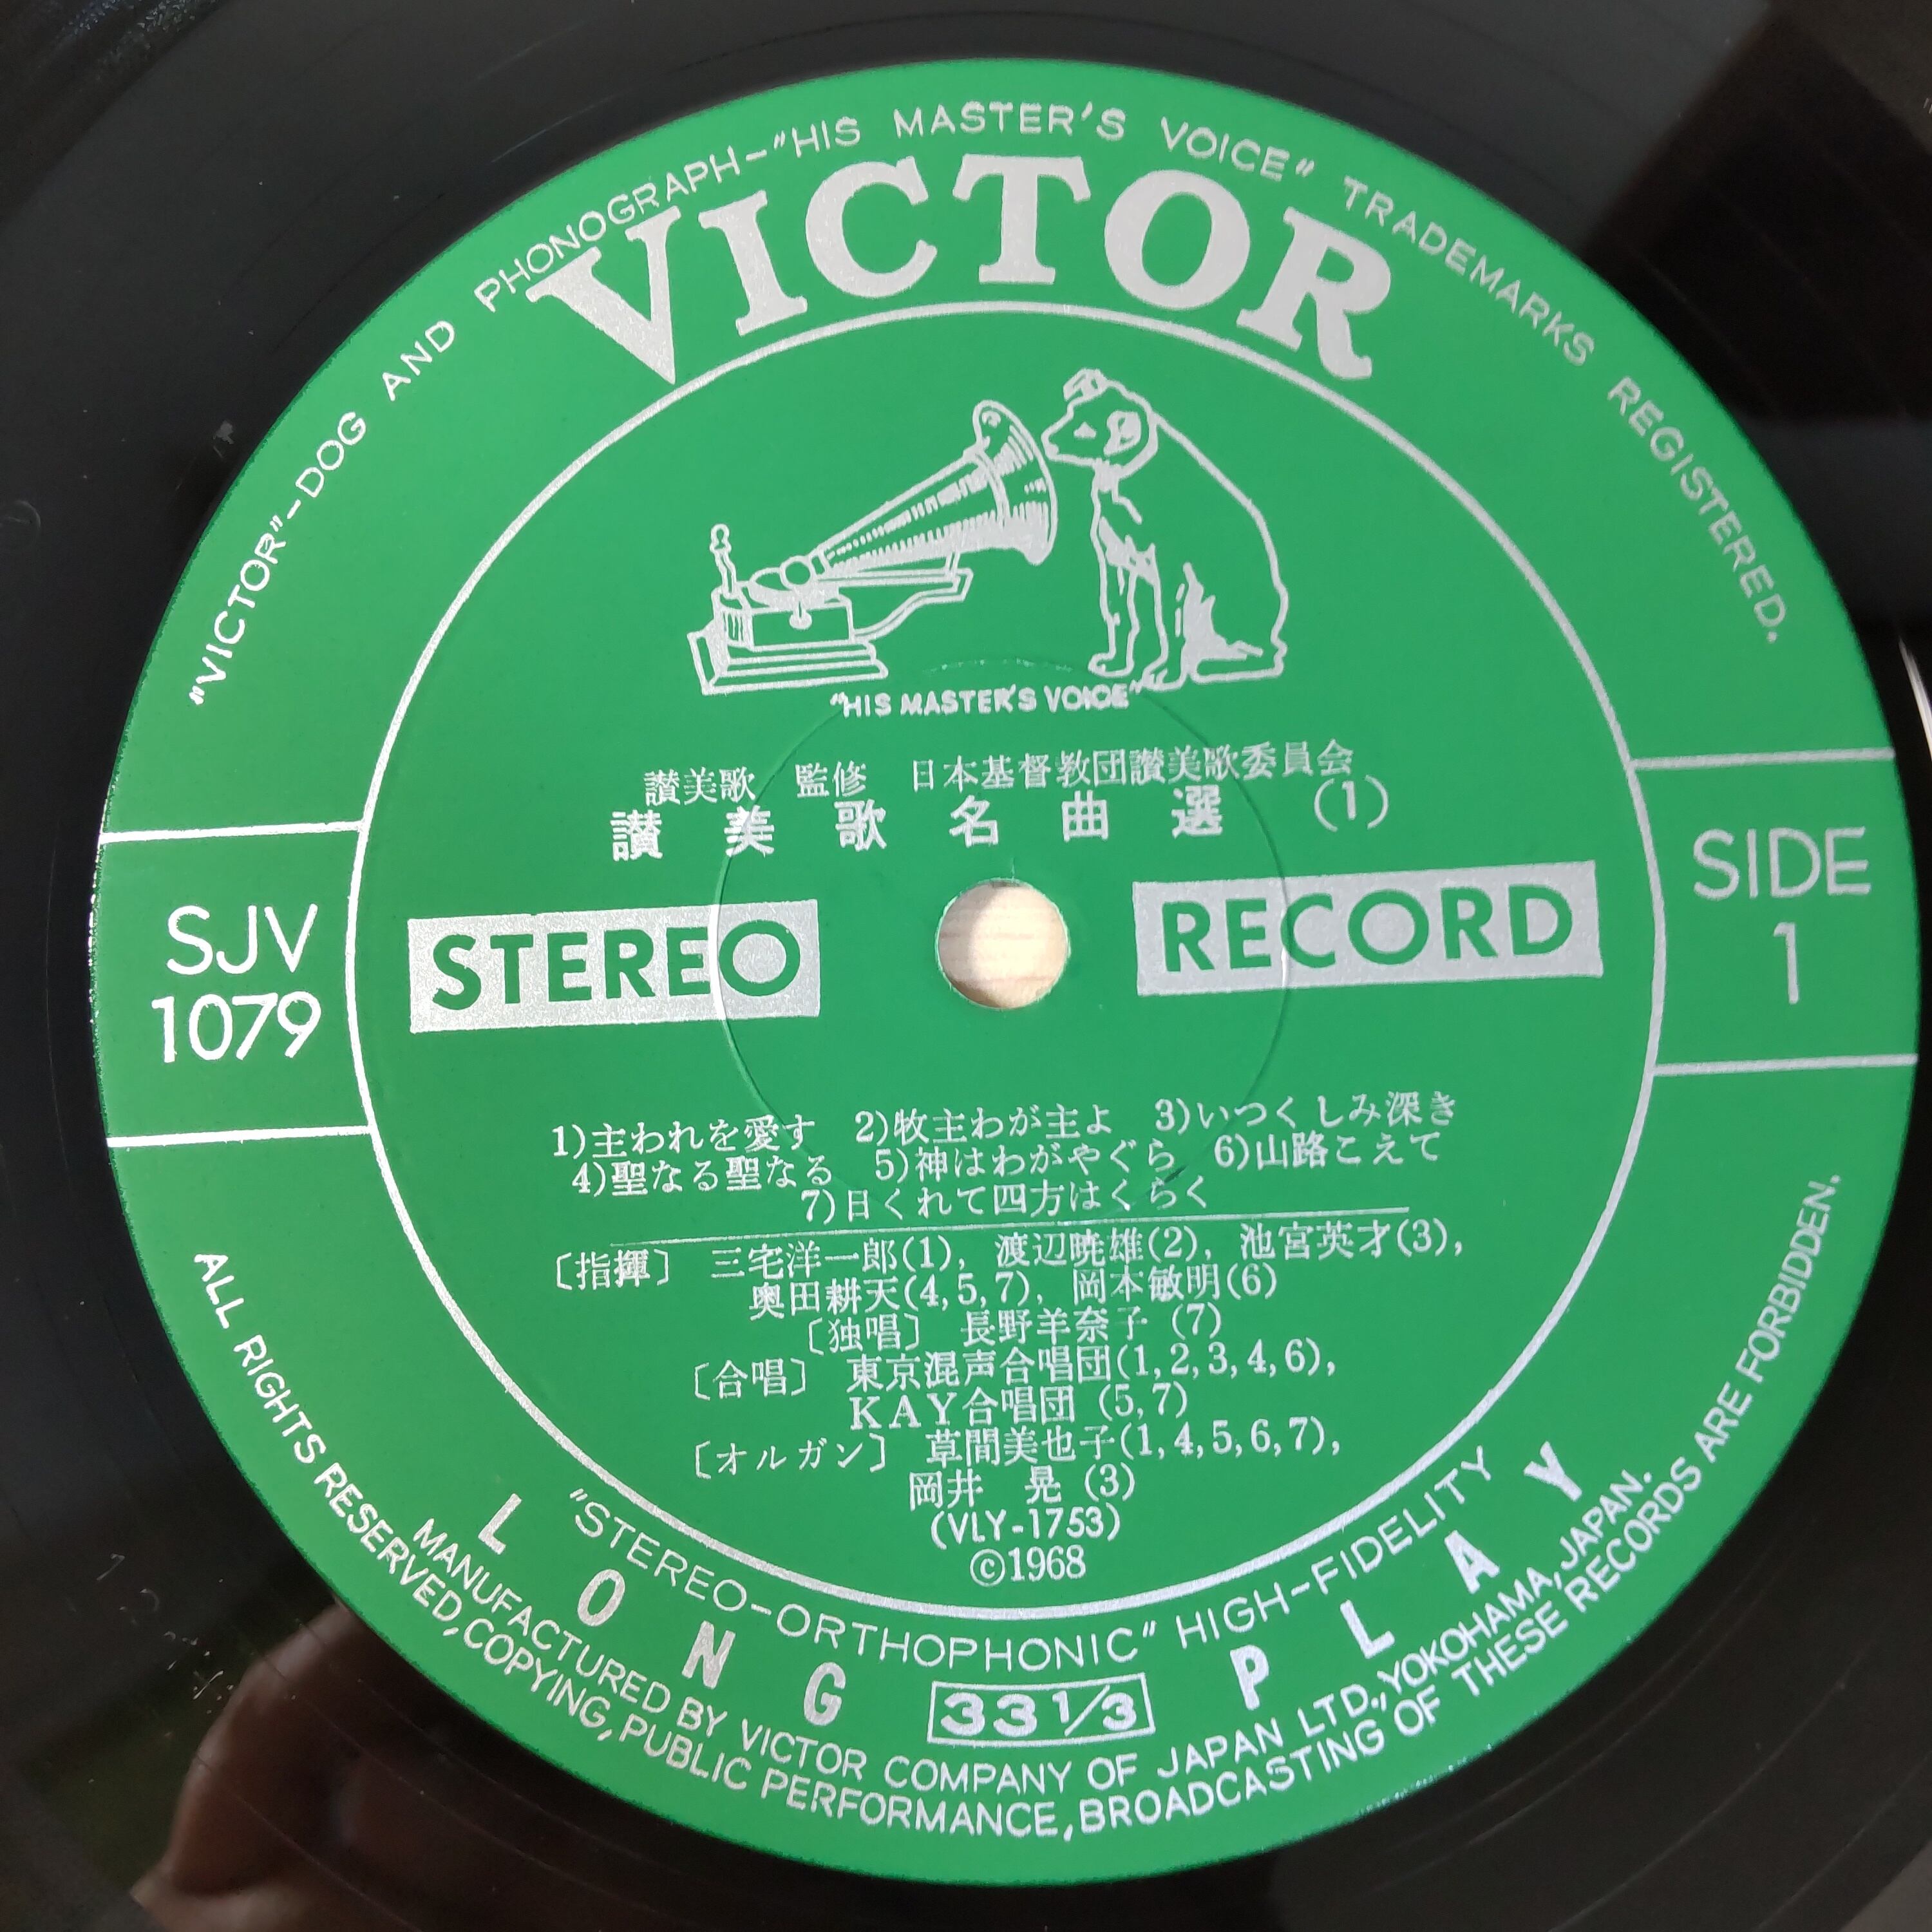 "VICTOR"-DOG AND PHONOGRAPH-"HIS MASTER'S VOICE" TRADEMARKS REGISTERED.
VICTOR
"HIS MASTER'S VOICE"
讃美歌 監修 日本基督教団讃美歌委員会
讃美歌名曲選 (1)
SJV
1079
STEREO
RECORD
SIDE
1
1)主われを愛す 2)牧主わが主よ 3)いつくしみ深き
4)聖なる聖なる 5)神はわがやぐら 6)山路こえて
7)日くれて四方はくらく
〔指揮〕 三宅洋一郎(1), 渡辺暁雄(2), 池宮英才(3),
奥田耕天(4,5,7), 岡本敏明(6)
〔独唱〕 長野羊奈子 (7)
〔合唱〕 東京混声合唱団(1,2,3,4,6),
KAY合唱団 (5,7)
〔オルガン〕 草間美也子(1,4,5,6,7),
岡井 晃 (3)
(VLY-1753)
©1968
"STEREO-ORTHOPHONIC" HIGH-FIDELITY
LONG 33 1/3 PLAY
MANUFACTURED BY VICTOR COMPANY OF JAPAN LTD., YOKOHAMA, JAPAN.
ALL RIGHTS RESERVED, COPYING, PUBLIC PERFORMANCE, BROADCASTING OF THESE RECORDS ARE FORBIDDEN.